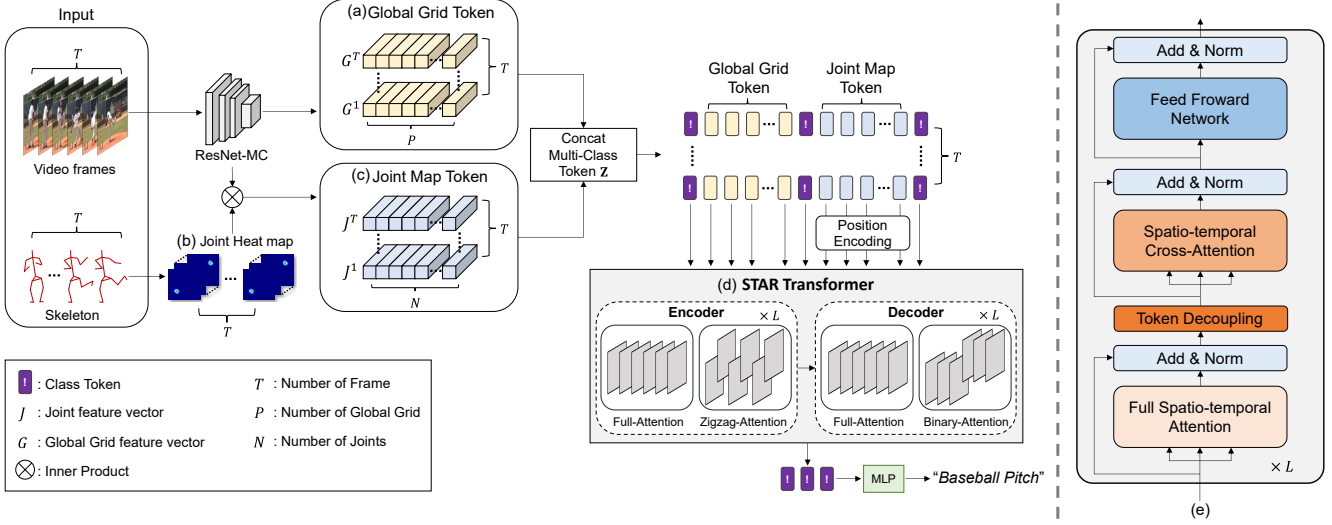 Input
T
Video frames
T
Skeleton
ResNet-MC
(b) Joint Heat map
T
(a) Global Grid Token
G^T
G^1
T
P
(c) Joint Map Token
J^T
J^1
T
N
Concat
Multi-Class
Token Z
Global Grid
Token
Joint Map
Token
! ! !
T
! ! !
Position
Encoding
(d) STAR Transformer
Encoder
× L
Full-Attention
Zigzag-Attention
Decoder
× L
Full-Attention
Binary-Attention
! ! !
MLP
“Baseball Pitch”
! : Class Token
J : Joint feature vector
G : Global Grid feature vector
: Inner Product
T : Number of Frame
P : Number of Global Grid
N : Number of Joints
Add & Norm
Feed Froward
Network
Add & Norm
Spatio-temporal
Cross-Attention
Token Decoupling
Add & Norm
Full Spatio-temporal
Attention
× L
(e)